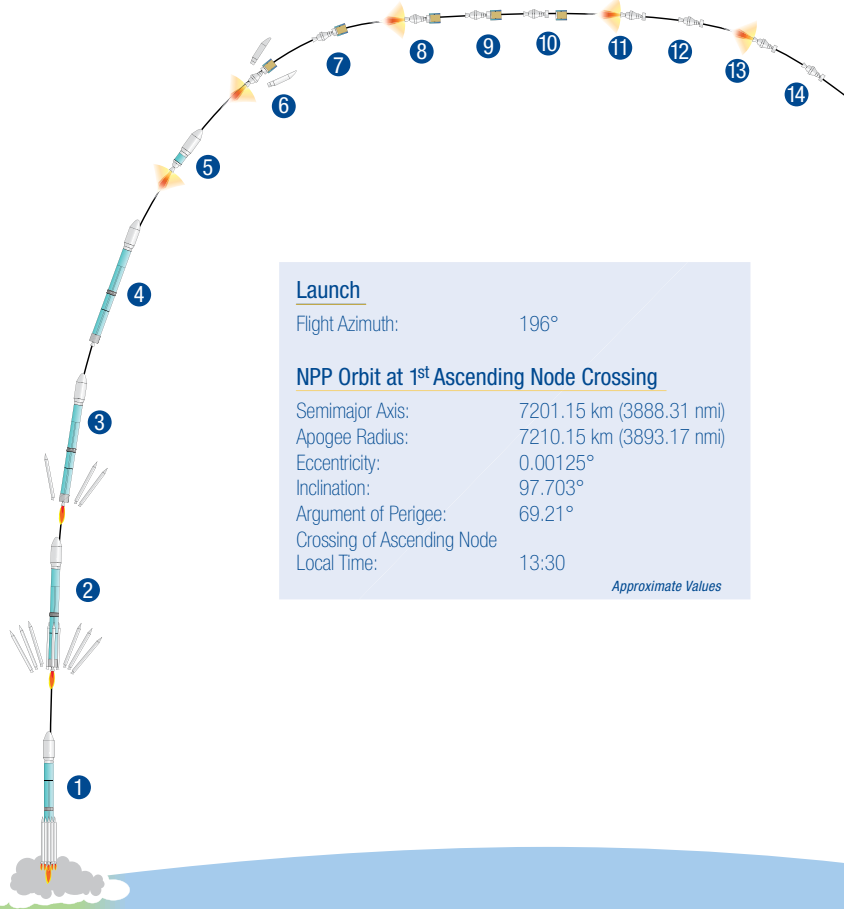 7
8
9
10
11
12
13
14
6
5
4
3
2
1
Launch
Flight Azimuth: 196°
NPP Orbit at 1st Ascending Node Crossing
Semimajor Axis: 7201.15 km (3888.31 nmi)
Apogee Radius: 7210.15 km (3893.17 nmi)
Eccentricity: 0.00125°
Inclination: 97.703°
Argument of Perigee: 69.21°
Crossing of Ascending Node
Local Time: 13:30
Approximate Values